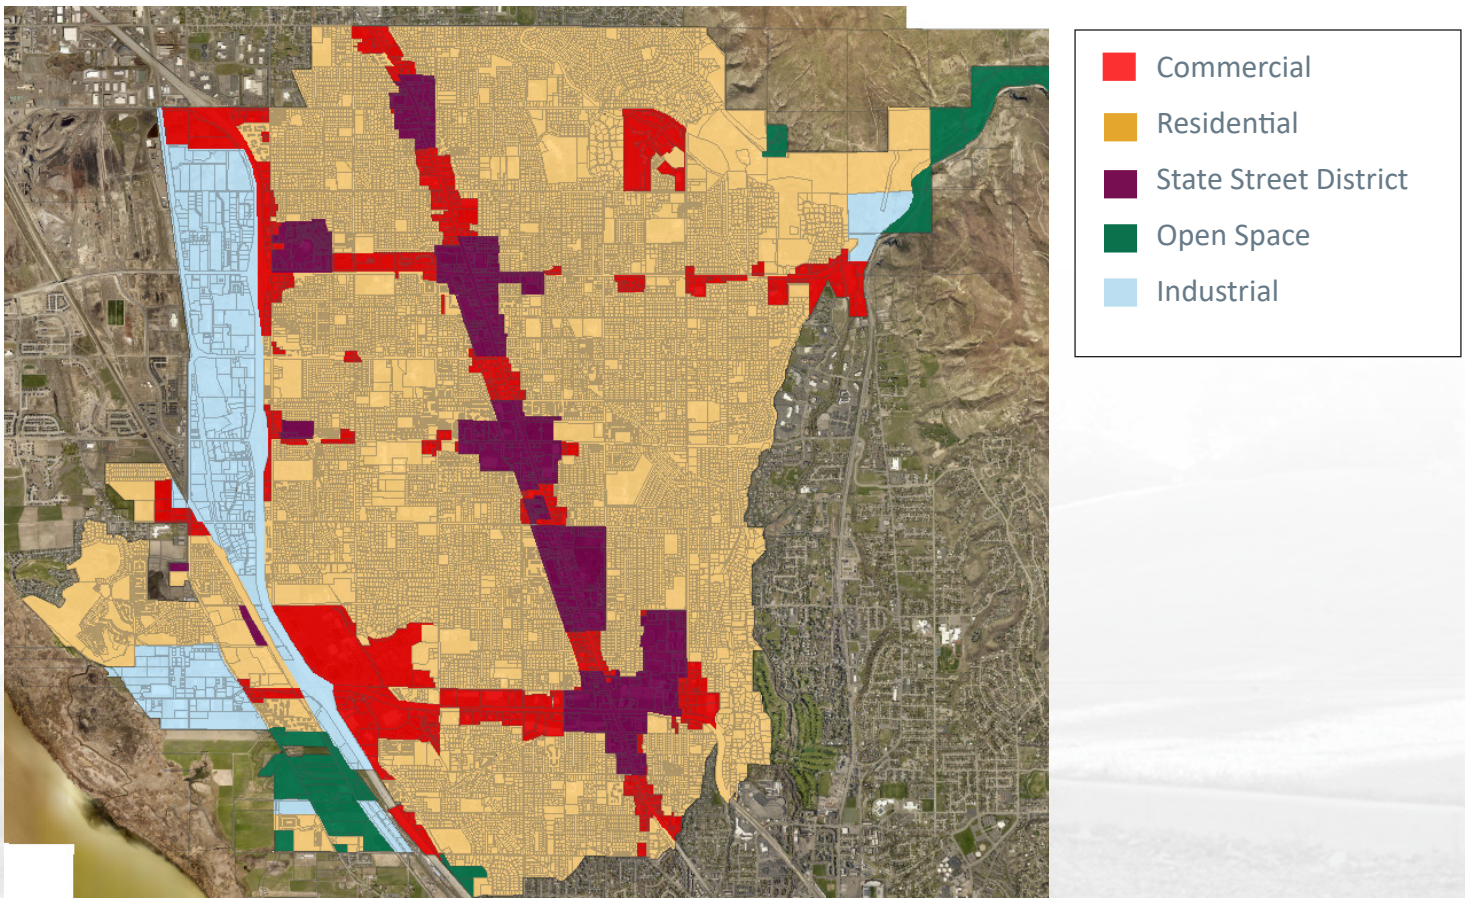 Commercial
Residential
State Street District
Open Space
Industrial